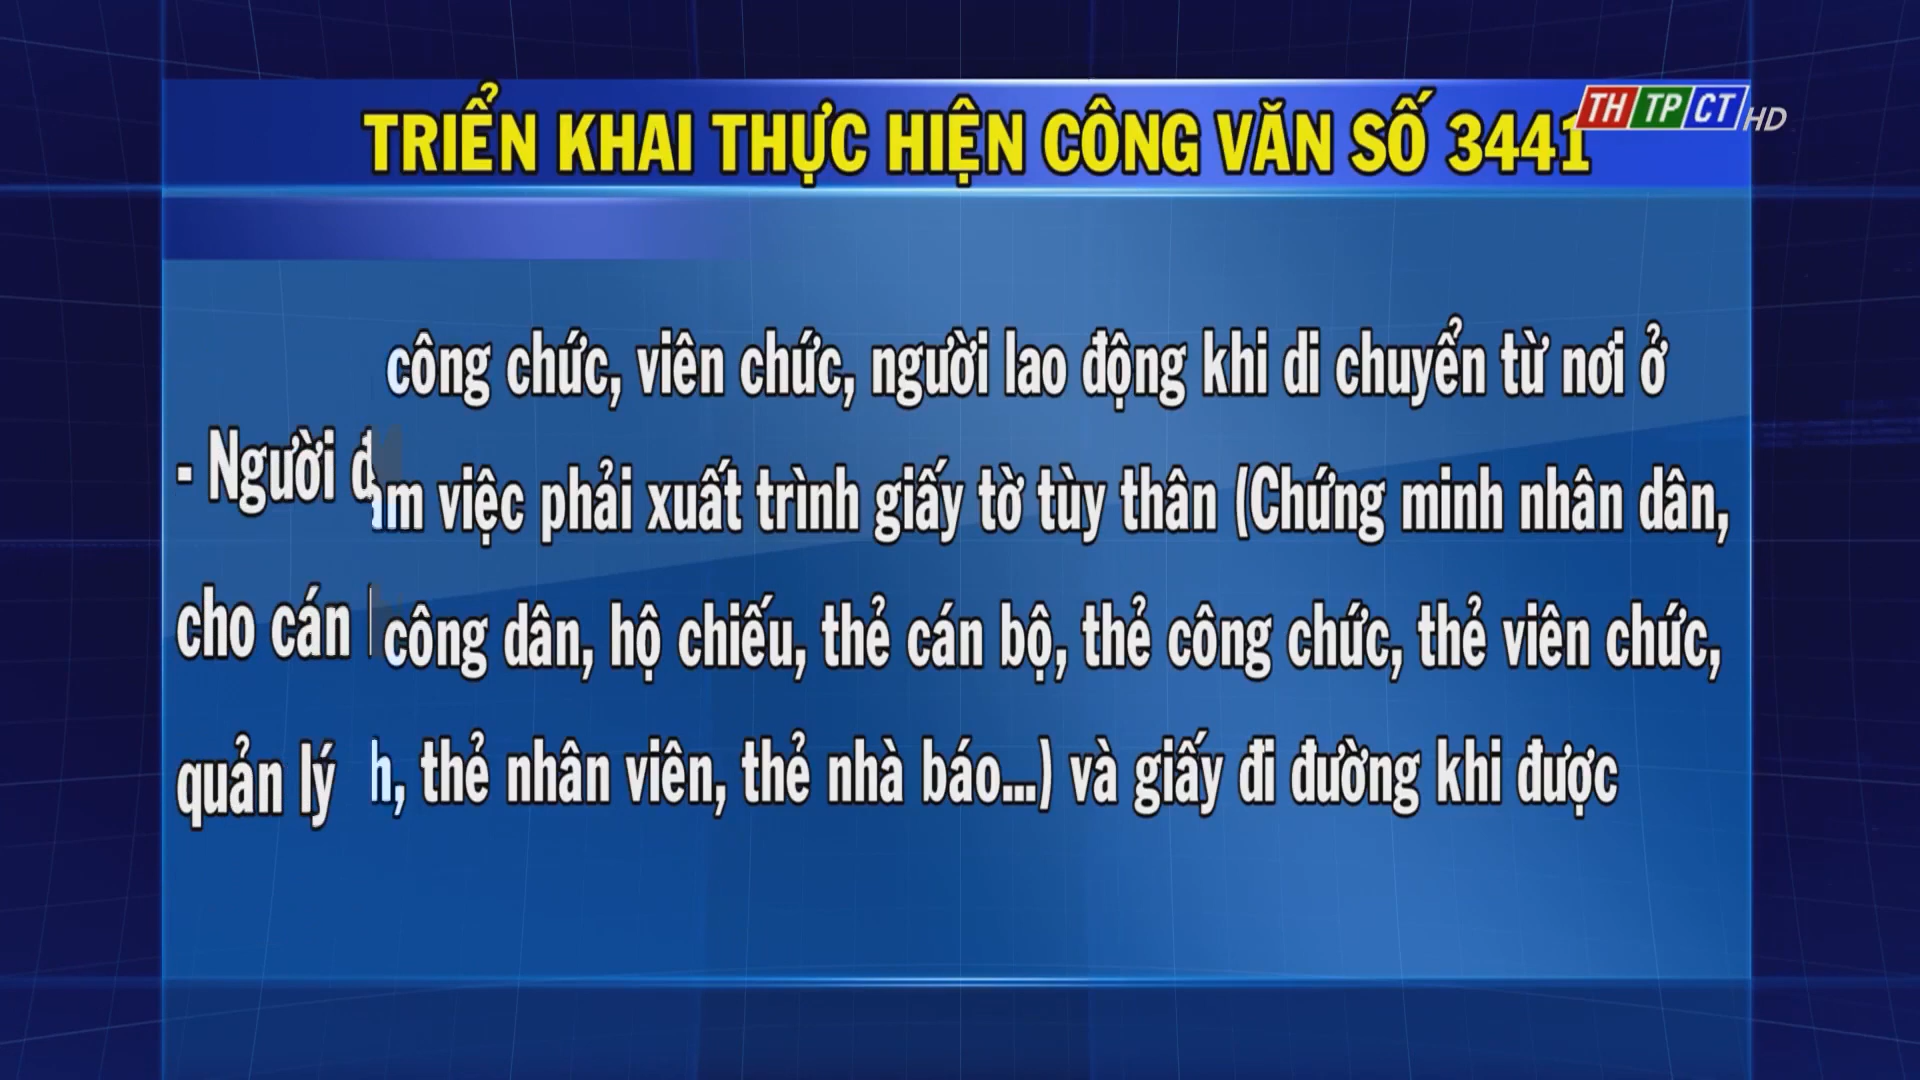 TRIỂN KHAI THỰC HIỆN CÔNG VĂN SỐ 3441
TH TP CT HD
công chức, viên chức, người lao động khi di chuyển từ nơi ở
- Người
việc phải xuất trình giấy tờ tùy thân (Chứng minh nhân dân,
cho cán
công dân, hộ chiếu, thẻ cán bộ, thẻ công chức, thẻ viên chức,
quản lý
thẻ nhân viên, thẻ nhà báo...) và giấy đi đường khi được